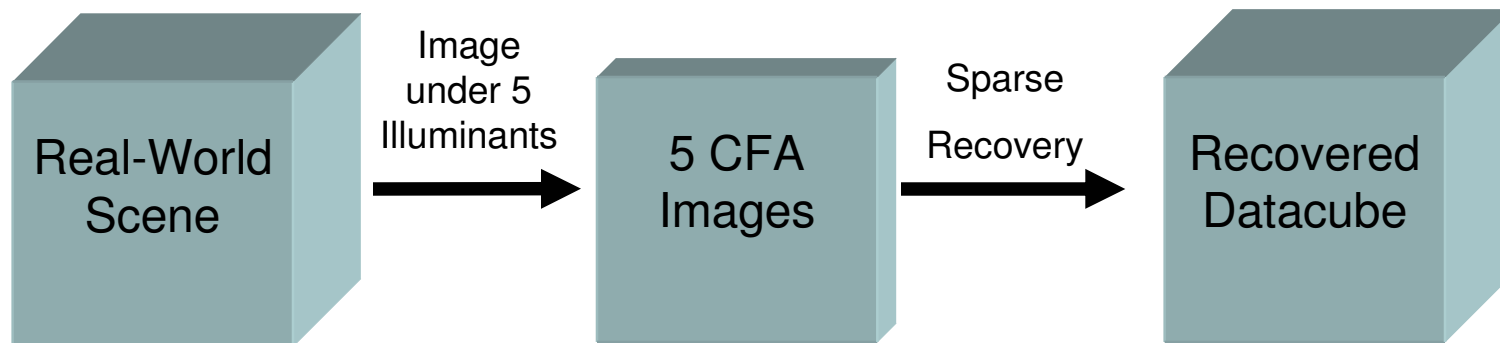 Real-World
Scene
Image
under 5
Illuminants
5 CFA
Images
Sparse
Recovery
Recovered
Datacube